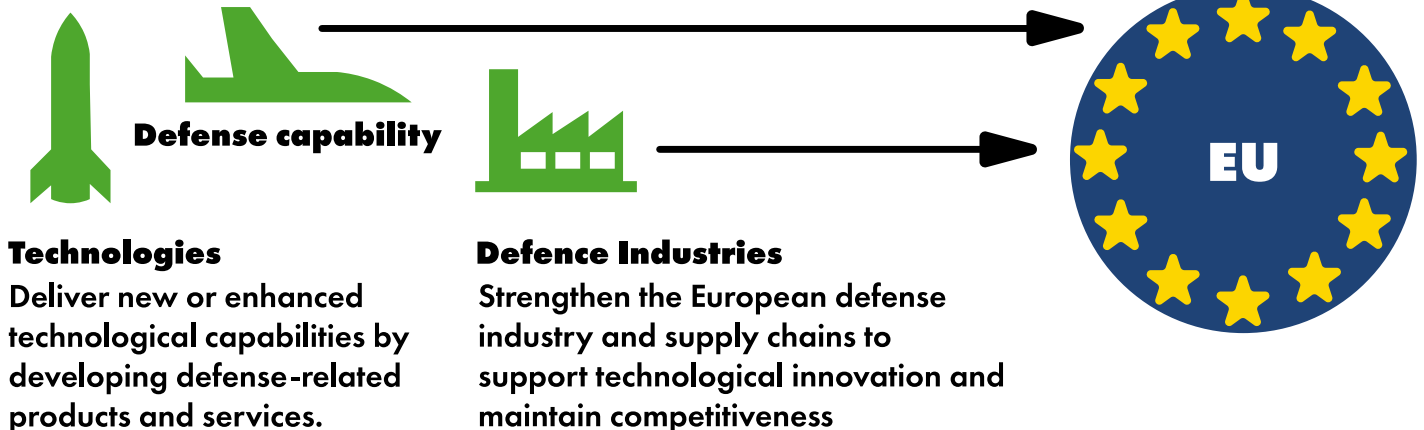 Defense capability
EU
Technologies
Deliver new or enhanced
technological capabilities by
developing defense-related
products and services.
Defence Industries
Strengthen the European defense
industry and supply chains to
support technological innovation and
maintain competitiveness